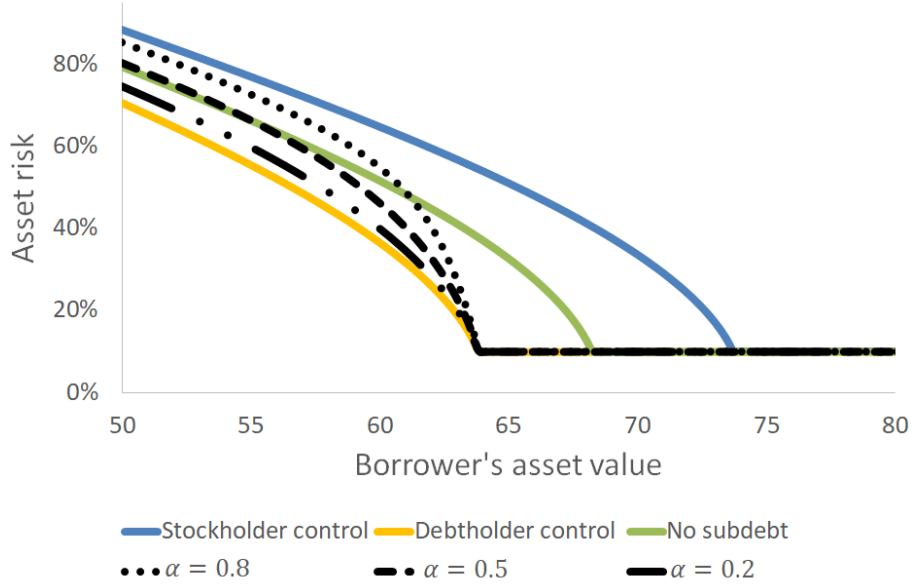 Asset risk
80%
60%
40%
20%
0%
50 55 60 65 70 75 80
Borrower's asset value
Stockholder control Debtholder control No subdebt
α = 0.8 α = 0.5 α = 0.2